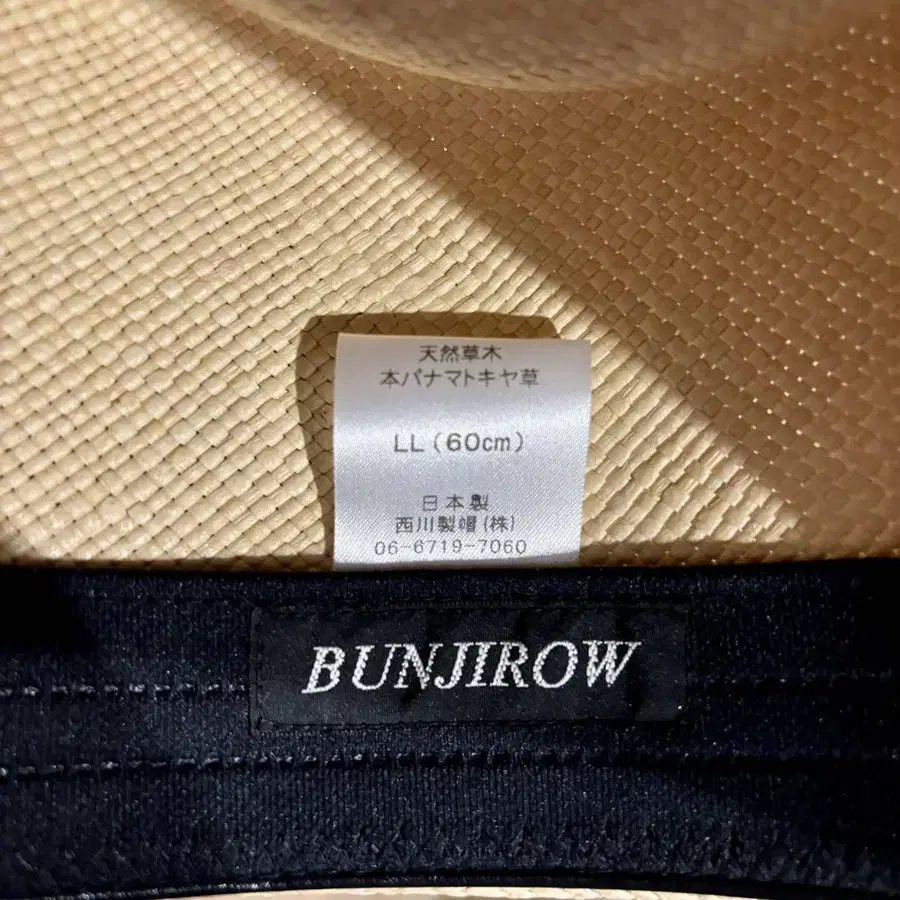 天然草木
本パナマトキヤ草
LL(60cm)
日本製
西川製帽(株)
06-6719-7060
BUNJIROW